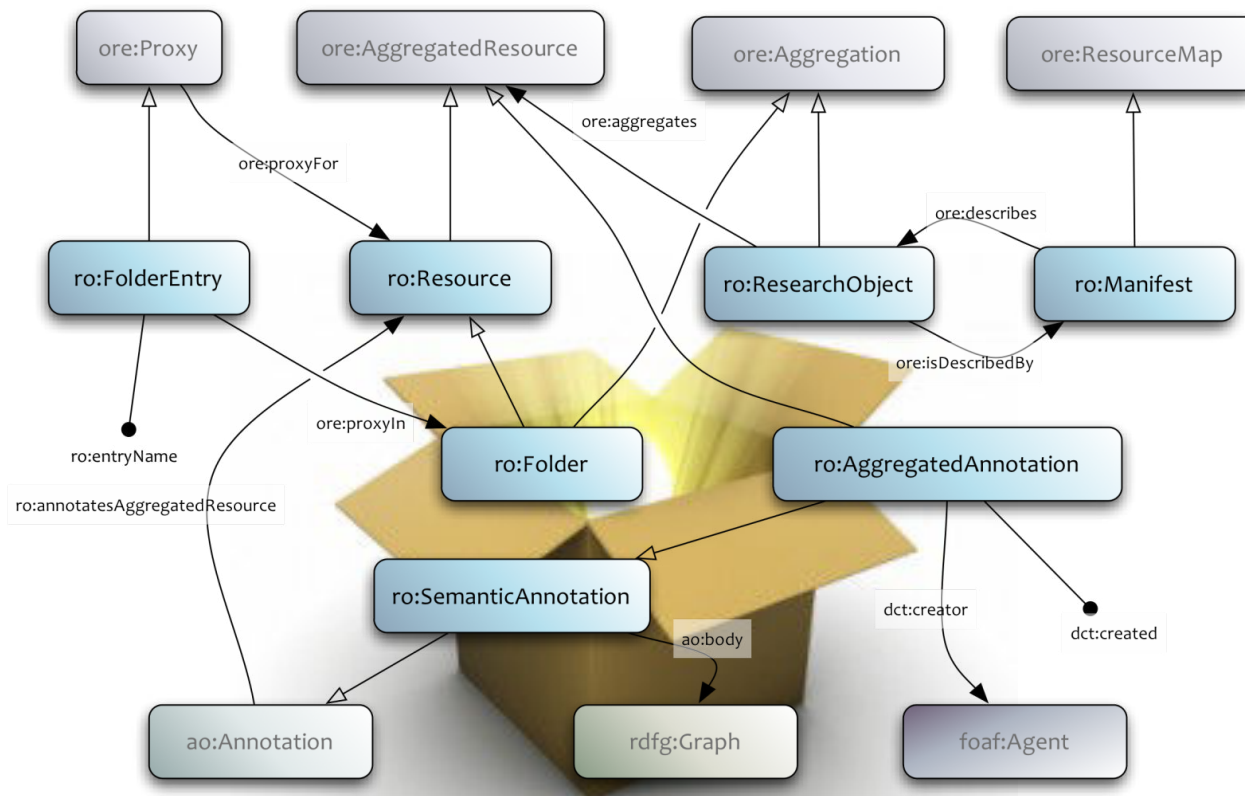 ore:Proxy
ore:AggregatedResource
ore:Aggregation
ore:ResourceMap
ore:aggregates
ore:proxyFor
ore:describes
ro:FolderEntry
ro:Resource
ro:ResearchObject
ro:Manifest
ore:isDescribedBy
ore:proxyIn
ro:entryName
ro:Folder
ro:AggregatedAnnotation
ro:annotatesAggregatedResource
ro:SemanticAnnotation
dct:creator
dct:created
ao:body
ao:Annotation
rdfg:Graph
foaf:Agent